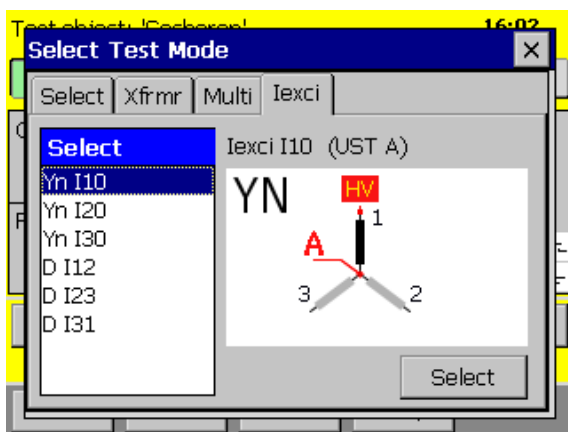 16:02
Select Test Mode
Select Xfrmr Multi Iexci
Select
Iexci I10 (UST A)
Yn I10
Yn I20
Yn I30
D I12
D I23
D I31
YN
HV
1
A
3
2
Select